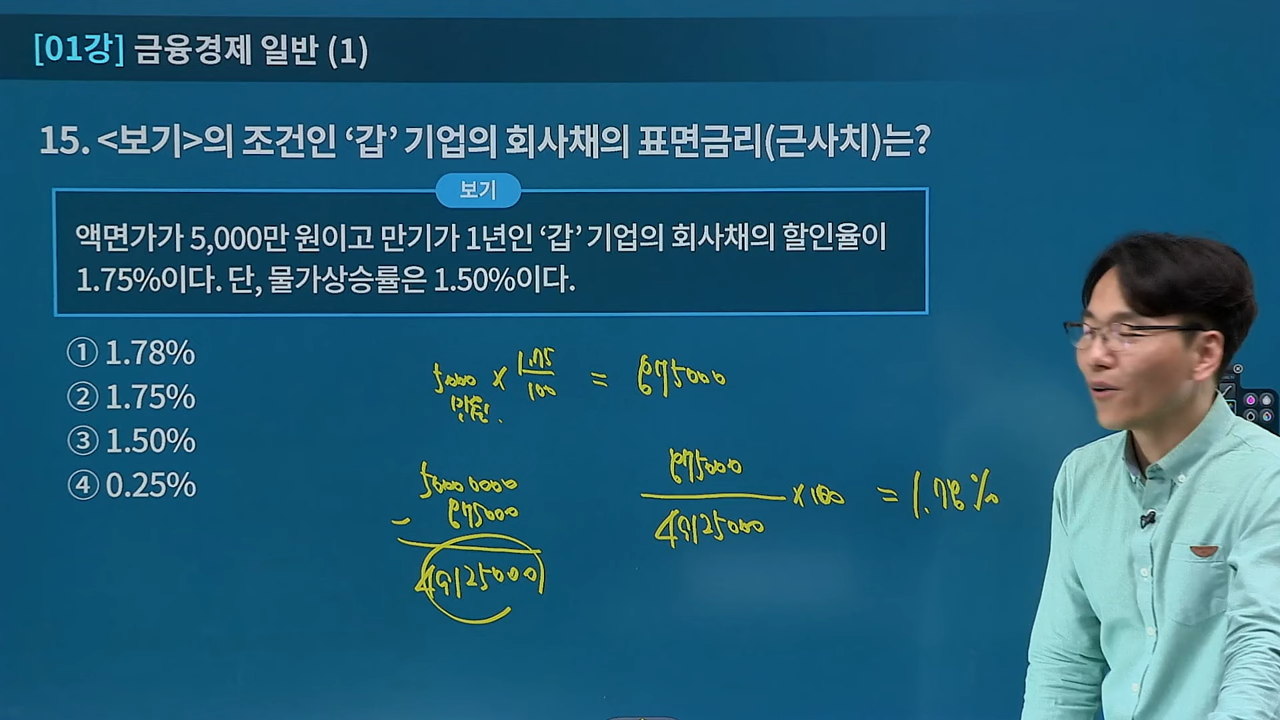 [01강] 금융경제 일반 (1)
15. <보기>의 조건인 ‘갑’ 기업의 회사채의 표면금리(근사치)는?
보기
액면가가 5,000만 원이고 만기가 1년인 ‘갑’ 기업의 회사채의 할인율이
1.75%이다. 단, 물가상승률은 1.50%이다.
① 1.78%
② 1.75%
③ 1.50%
④ 0.25%
5000 × 1.75/100 = 875000
만원.
50000000
- 875000
49125000
875000/49125000 × 100 = 1.78%